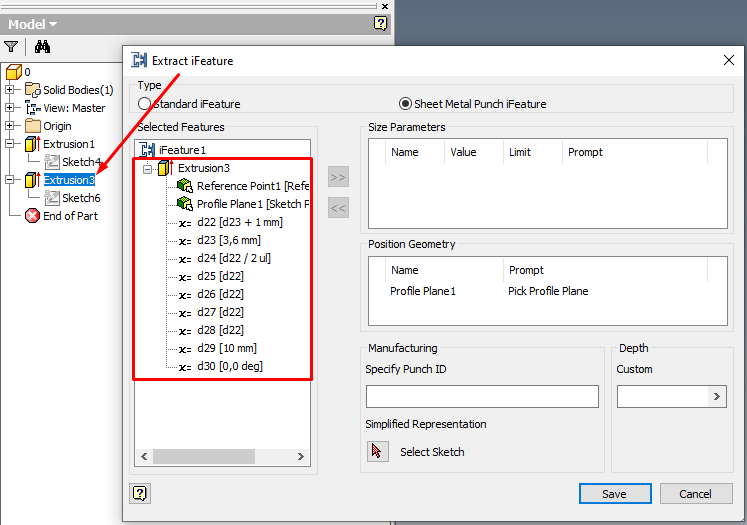 Model
0
Solid Bodies(1)
View: Master
Origin
Extrusion1
Sketch4
Extrusion3
Sketch6
End of Part
Extract iFeature
Type
Standard iFeature
Sheet Metal Punch iFeature
Selected Features
iFeature1
Extrusion3
Reference Point1 [Refe
Profile Plane1 [Sketch P
x= d22 [d23 + 1 mm]
x= d23 [3,6 mm]
x= d24 [d22 / 2 ul]
x= d25 [d22]
x= d26 [d22]
x= d27 [d22]
x= d28 [d22]
x= d29 [10 mm]
x= d30 [0,0 deg]
>>
<<
Size Parameters
Name Value Limit Prompt
Position Geometry
Name Prompt
Profile Plane1 Pick Profile Plane
Manufacturing
Specify Punch ID
Simplified Representation
Select Sketch
Depth
Custom
Save
Cancel